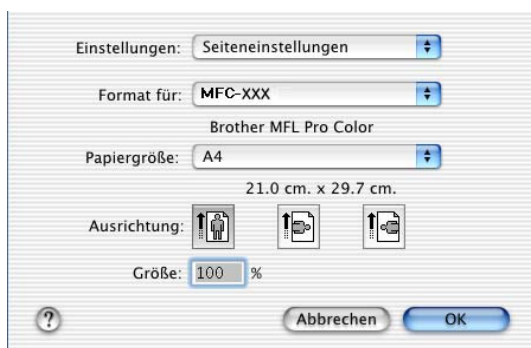 Einstellungen: Seiteneinstellungen
Format für: MFC-XXX
Brother MFL Pro Color
Papiergröße: A4
21.0 cm. x 29.7 cm.
Ausrichtung:
Größe: 100 %
? Abbrechen OK